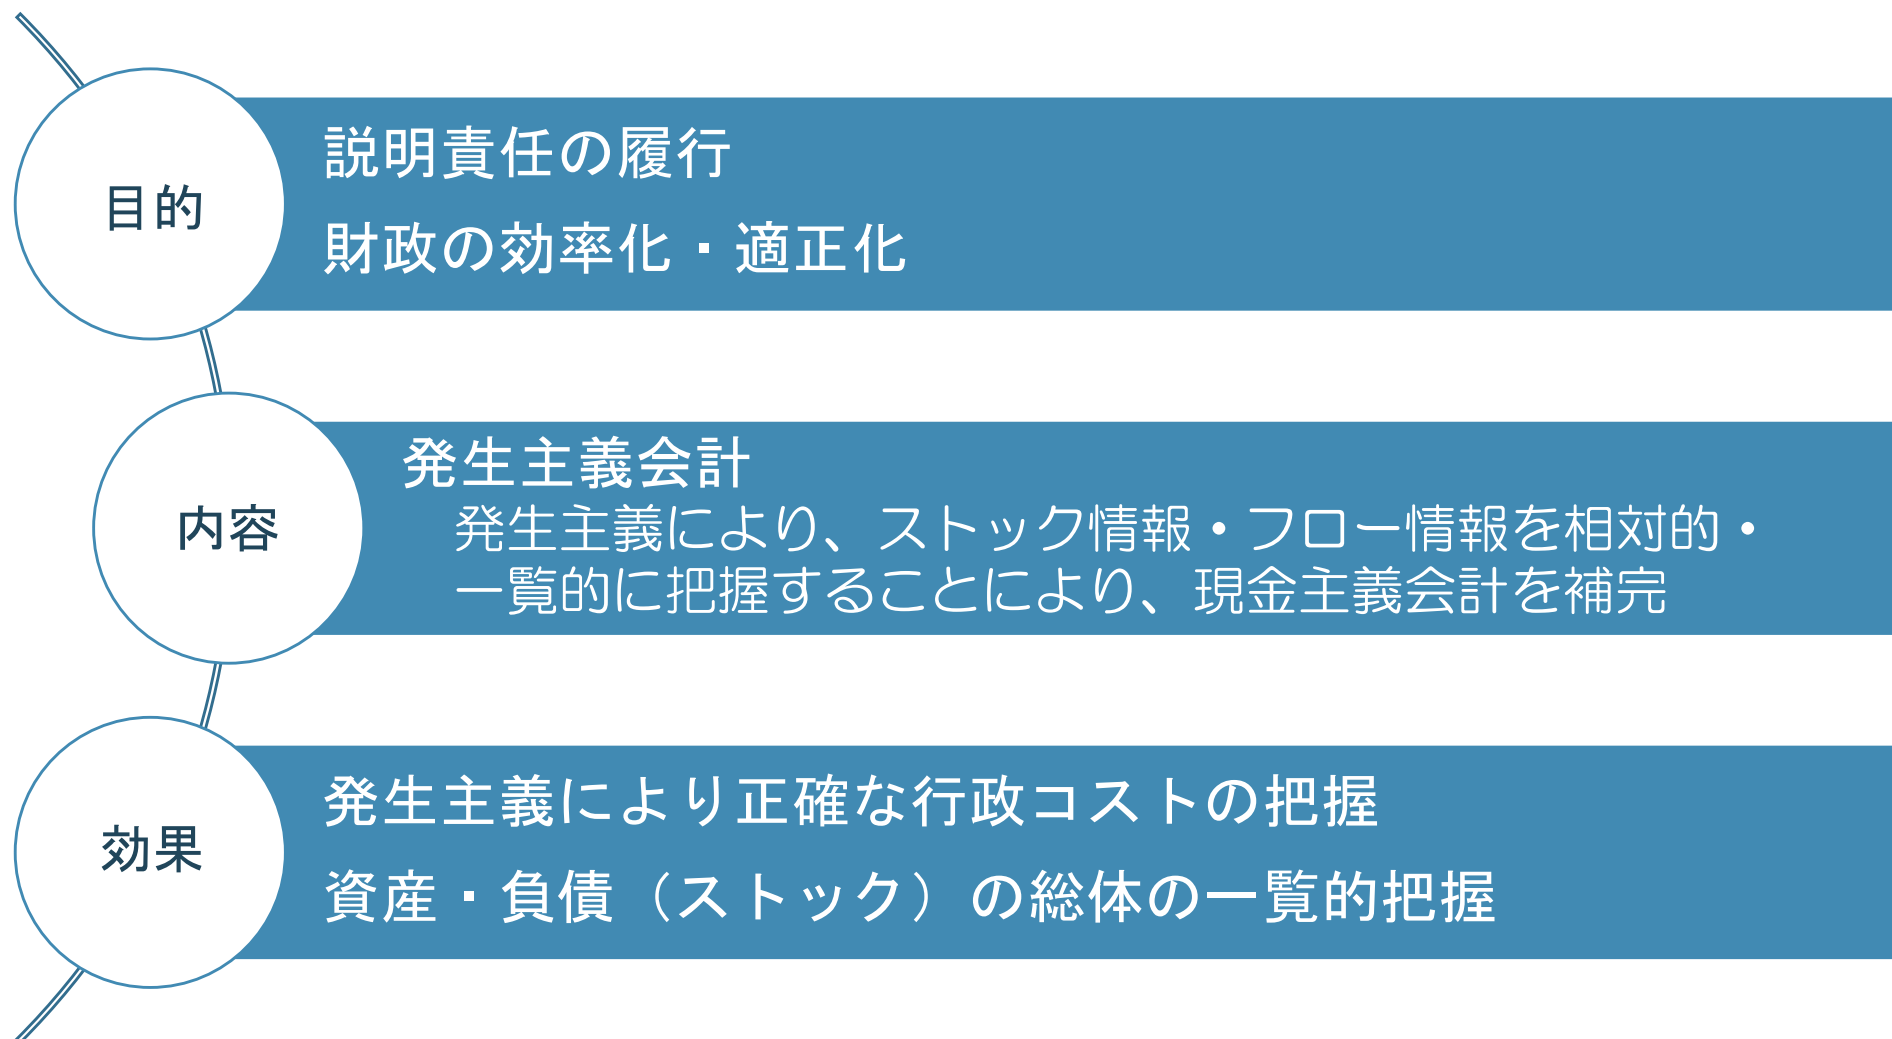 目的
説明責任の履行
財政の効率化・適正化
内容
発生主義会計
発生主義により、ストック情報・フロー情報を相対的・
一覧的に把握することにより、現金主義会計を補完
効果
発生主義により正確な行政コストの把握
資産・負債（ストック）の総体の一覧的把握